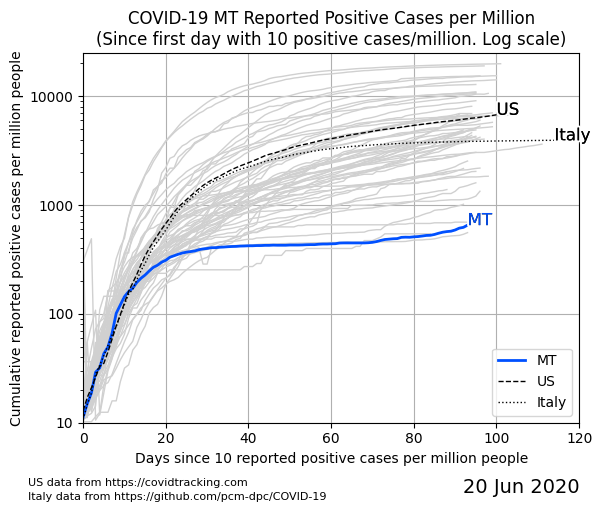 COVID-19 MT Reported Positive Cases per Million
(Since first day with 10 positive cases/million. Log scale)
Cumulative reported positive cases per million people
10000
1000
100
10
US
Italy
MT
MT
US
Italy
0 20 40 60 80 100 120
Days since 10 reported positive cases per million people
US data from https://covidtracking.com
Italy data from https://github.com/pcm-dpc/COVID-19
20 Jun 2020